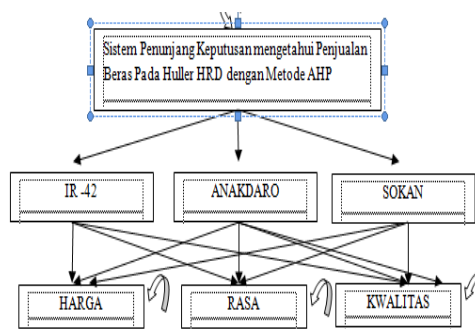 Sistem Penunjang Keputusan mengetahui Penjualan
Beras Pada Huller HRD dengan Metode AHP
IR -42
ANAKDARO
SOKAN
HARGA
RASA
KWALITAS